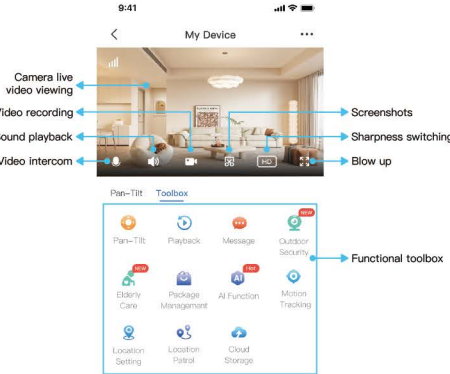 9:41
My Device
Camera live
video viewing
Video recording
Sound playback
Video intercom
HD
Screenshots
Sharpness switching
Blow up
Pan-Tilt Toolbox
NEW
Pan-Tilt Playback Message Outdoor
Security
NEW Hot
AI
Elderly
Care
Package
Management
AI Function
Motion
Tracking
Functional toolbox
Location
Setting
Location
Patrol
Cloud
Storage